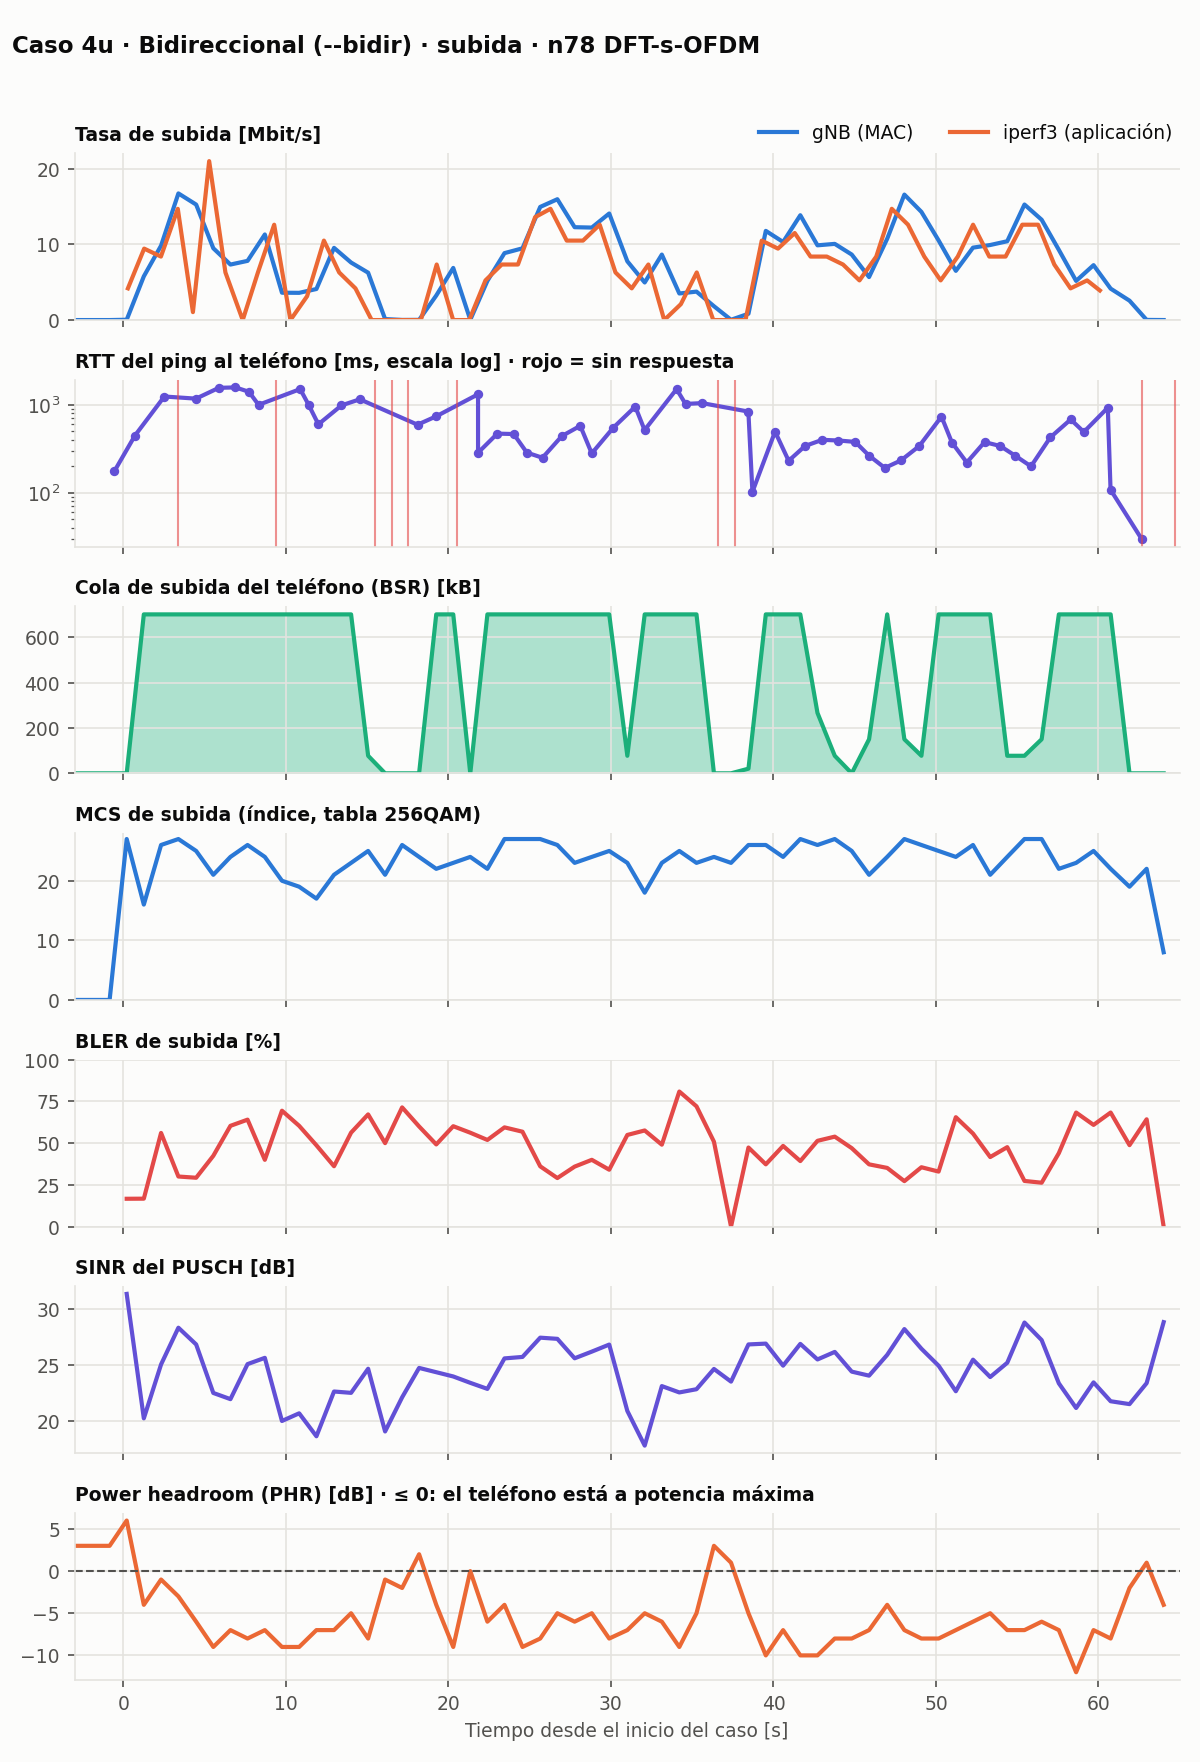 Caso 4u · Bidireccional (--bidir) · subida · n78 DFT-s-OFDM
Tasa de subida [Mbit/s]
gNB (MAC)
iperf3 (aplicación)
20
10
0
RTT del ping al teléfono [ms, escala log] · rojo = sin respuesta
10³
10²
Cola de subida del teléfono (BSR) [kB]
600
400
200
0
MCS de subida (índice, tabla 256QAM)
20
10
0
BLER de subida [%]
100
75
50
25
0
SINR del PUSCH [dB]
30
25
20
Power headroom (PHR) [dB] · ≤ 0: el teléfono está a potencia máxima
5
0
−5
−10
0 10 20 30 40 50 60
Tiempo desde el inicio del caso [s]